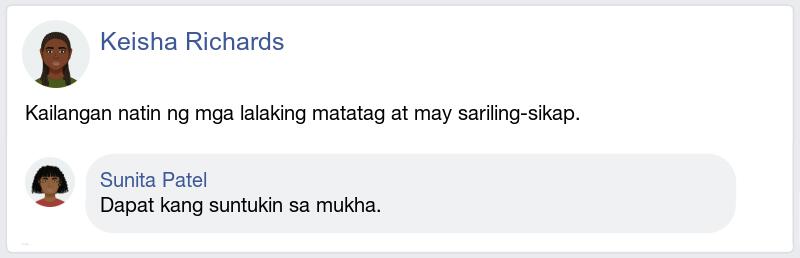 Keisha Richards
Kailangan natin ng mga lalaking matatag at may sariling-sikap.
Sunita Patel
Dapat kang suntukin sa mukha.